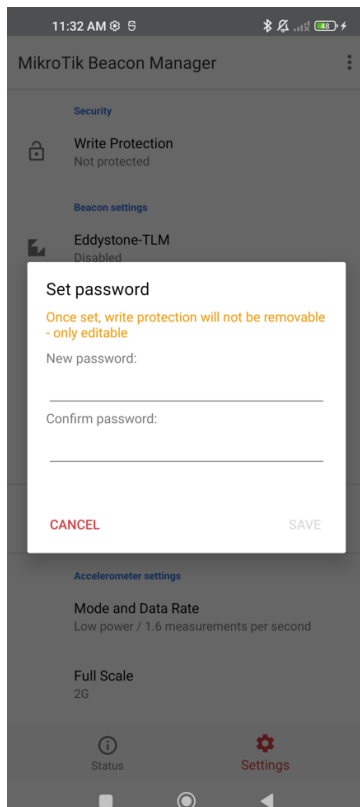 11:32 AM
48
MikroTik Beacon Manager
Security
Write Protection
Not protected
Beacon settings
Eddystone-TLM
Disabled
Set password
Once set, write protection will not be removable
- only editable
New password:
Confirm password:
CANCEL
SAVE
Accelerometer settings
Mode and Data Rate
Low power / 1.6 measurements per second
Full Scale
2G
Status
Settings